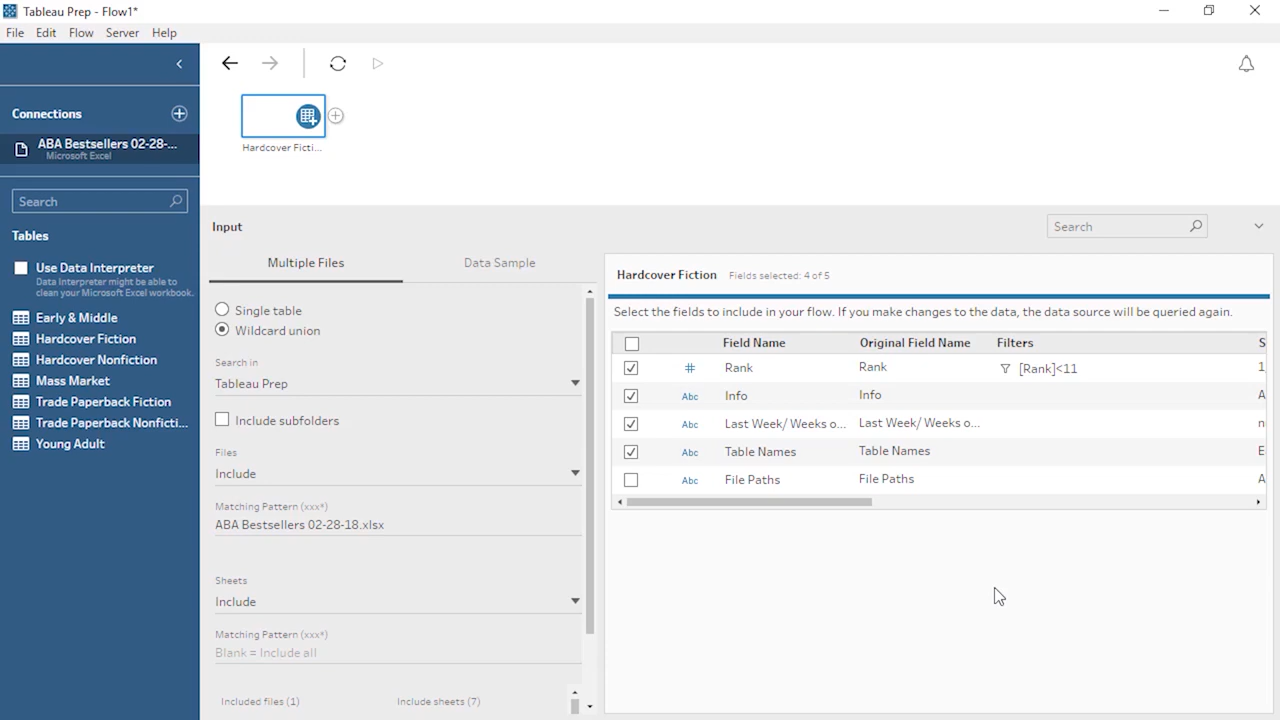 Tableau Prep - Flow1*
File Edit Flow Server Help
Connections
ABA Bestsellers 02-28-...
Microsoft Excel
Search
Tables
Use Data Interpreter
Data Interpreter might be able to
clean your Microsoft Excel workbook.
Early & Middle
Hardcover Fiction
Hardcover Nonfiction
Mass Market
Trade Paperback Fiction
Trade Paperback Nonficti...
Young Adult
Hardcover Ficti...
Input
Search
Multiple Files
Data Sample
Single table
Wildcard union
Search in
Tableau Prep
Include subfolders
Files
Include
Matching Pattern (xxx*)
ABA Bestsellers 02-28-18.xlsx
Sheets
Include
Matching Pattern (xxx*)
Blank = Include all
Included files (1) Include sheets (7)
Hardcover Fiction Fields selected: 4 of 5
Select the fields to include in your flow. If you make changes to the data, the data source will be queried again.
Field Name Original Field Name Filters S
# Rank Rank [Rank]<11 1
Abc Info Info A
Abc Last Week/ Weeks o... Last Week/ Weeks o... n
Abc Table Names Table Names E
Abc File Paths File Paths A